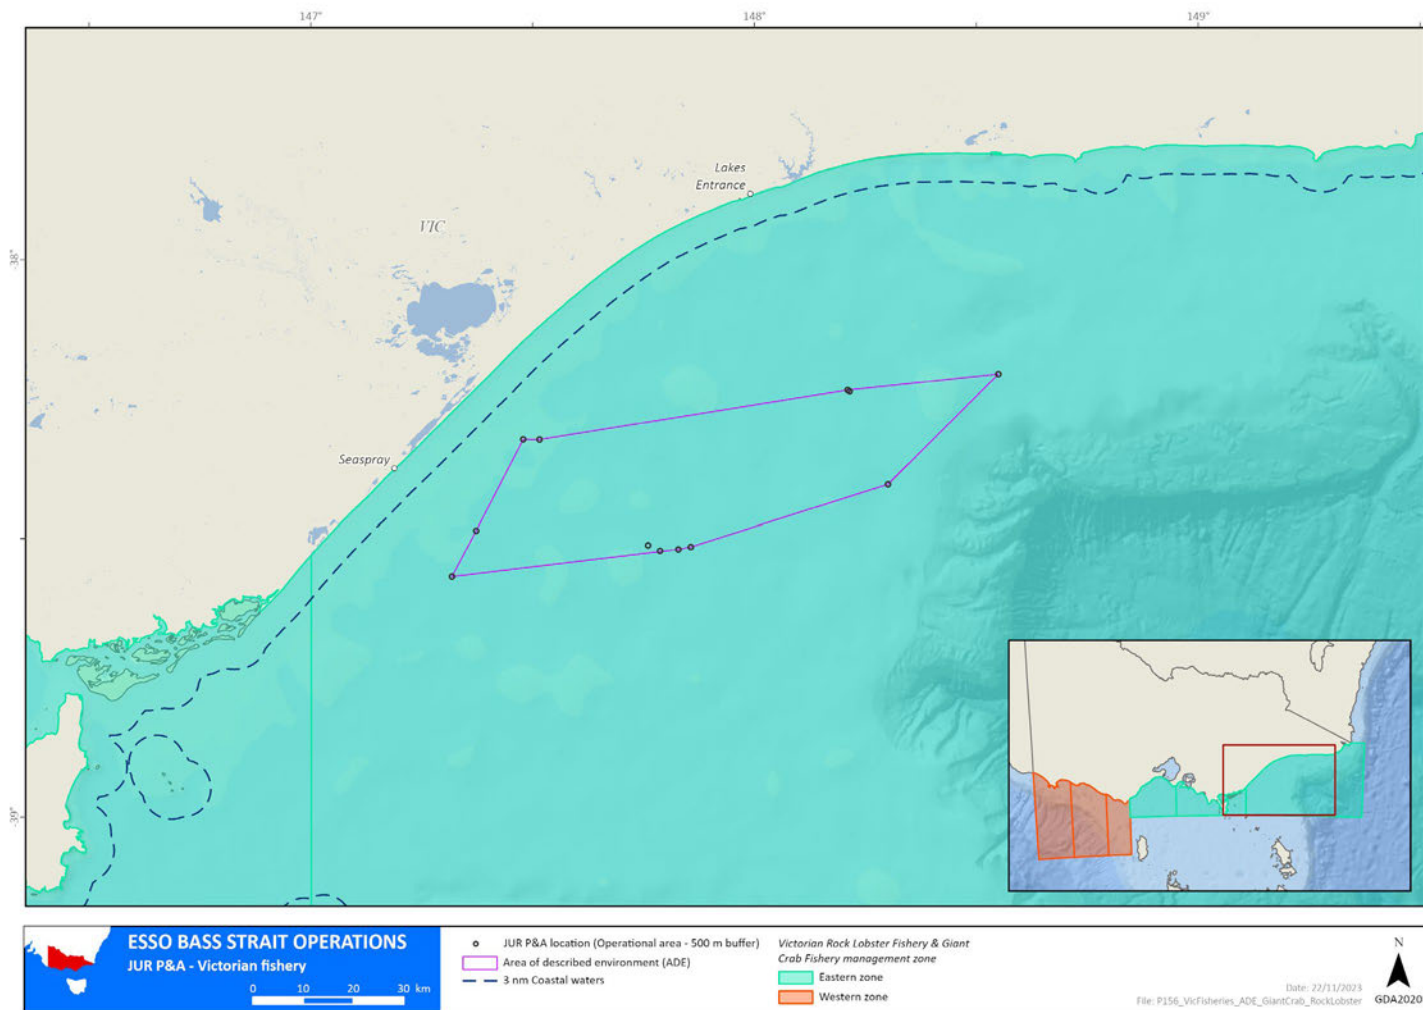 147°
148°
149°
38°
39°
Lakes
Entrance
VIC
Seaspray
ESSO BASS STRAIT OPERATIONS
JUR P&A - Victorian fishery
0 10 20 30 km
JUR P&A location (Operational area - 500 m buffer)
Area of described environment (ADE)
3 nm Coastal waters
Victorian Rock Lobster Fishery & Giant
Crab Fishery management zone
Eastern zone
Western zone
N
Date: 22/11/2023
File: P156_VicFisheries_ADE_GiantCrab_RockLobster
GDA2020